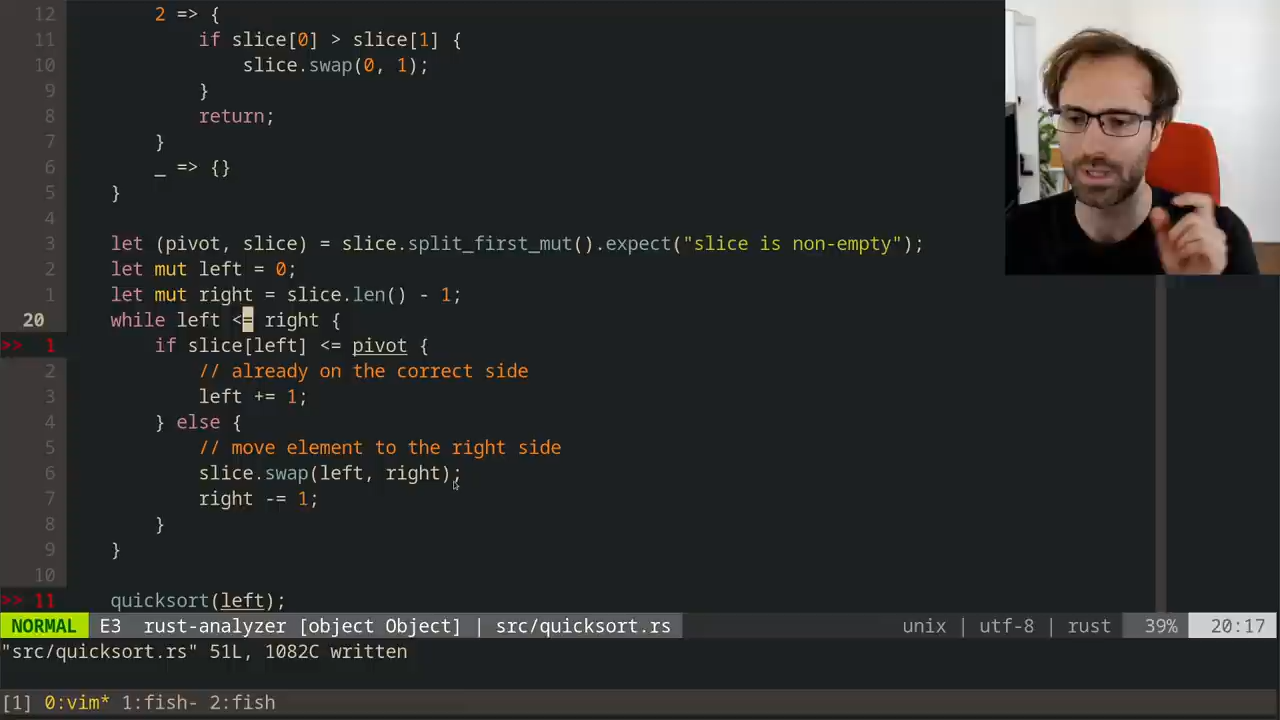 12 2 => {
11 if slice[0] > slice[1] {
10 slice.swap(0, 1);
9 }
8 return;
7 }
6 _ => {}
5 }
4
3 let (pivot, slice) = slice.split_first_mut().expect("slice is non-empty");
2 let mut left = 0;
1 let mut right = slice.len() - 1;
20 while left <= right {
>> 1 if slice[left] <= pivot {
2 // already on the correct side
3 left += 1;
4 } else {
5 // move element to the right side
6 slice.swap(left, right);
7 right -= 1;
8 }
9 }
10
>> 11 quicksort(left);
NORMAL E3 rust-analyzer [object Object] | src/quicksort.rs unix | utf-8 | rust 39% 20:17
"src/quicksort.rs" 51L, 1082C written
[1] 0:vim* 1:fish- 2:fish